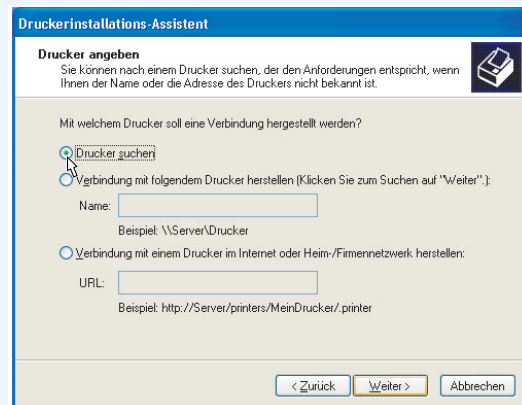 Druckerinstallations-Assistent
Drucker angeben
Sie können nach einem Drucker suchen, der den Anforderungen entspricht, wenn
Ihnen der Name oder die Adresse des Druckers nicht bekannt ist.
Mit welchem Drucker soll eine Verbindung hergestellt werden?
Drucker suchen
Verbindung mit folgendem Drucker herstellen (Klicken Sie zum Suchen auf "Weiter".):
Name:
Beispiel: \\Server\Drucker
Verbindung mit einem Drucker im Internet oder Heim-/Firmennetzwerk herstellen:
URL:
Beispiel: http://Server/printers/MeinDrucker/.printer
< Zurück Weiter > Abbrechen